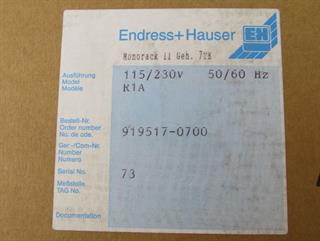 Endress+Hauser
EH
Monorack II Geh. 7TE
Ausführung
Model
Modèle
115/230V 50/60 Hz
R1A
Bestell-Nr.
Order number
No. de cde.
919517-0700
Ger.-/Com-Nr.
Number
Numero
Serial No.
73
Meßstelle
TAG No.
Documentation